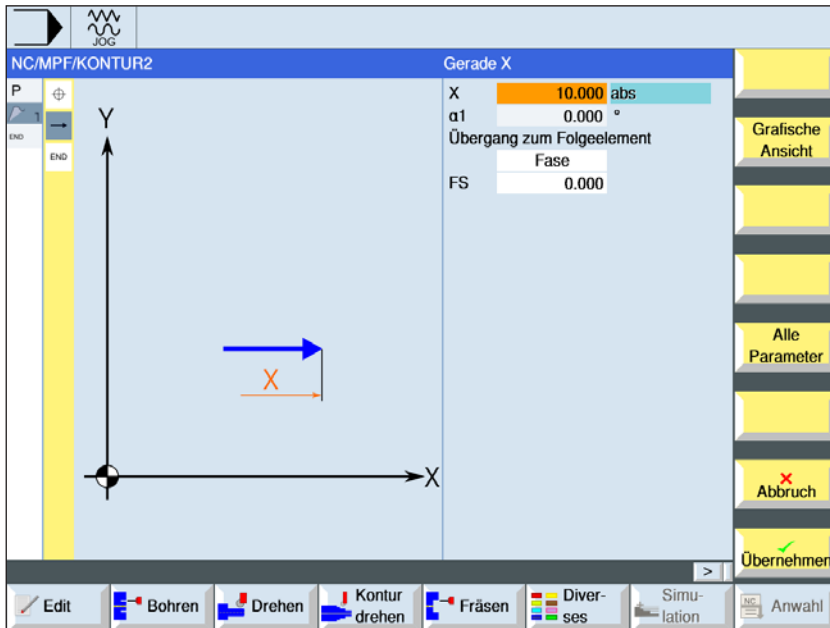 JOG
NC/MPF/KONTUR2
Gerade X
P
1
END
END
Y
X
X
X 10.000 abs
α1 0.000 °
Übergang zum Folgeelement
Fase
FS 0.000
Grafische
Ansicht
Alle
Parameter
Abbruch
Übernehmen
>
Edit
Bohren
Drehen
Kontur
drehen
Fräsen
Diver-
ses
Simu-
lation
NC
Anwahl